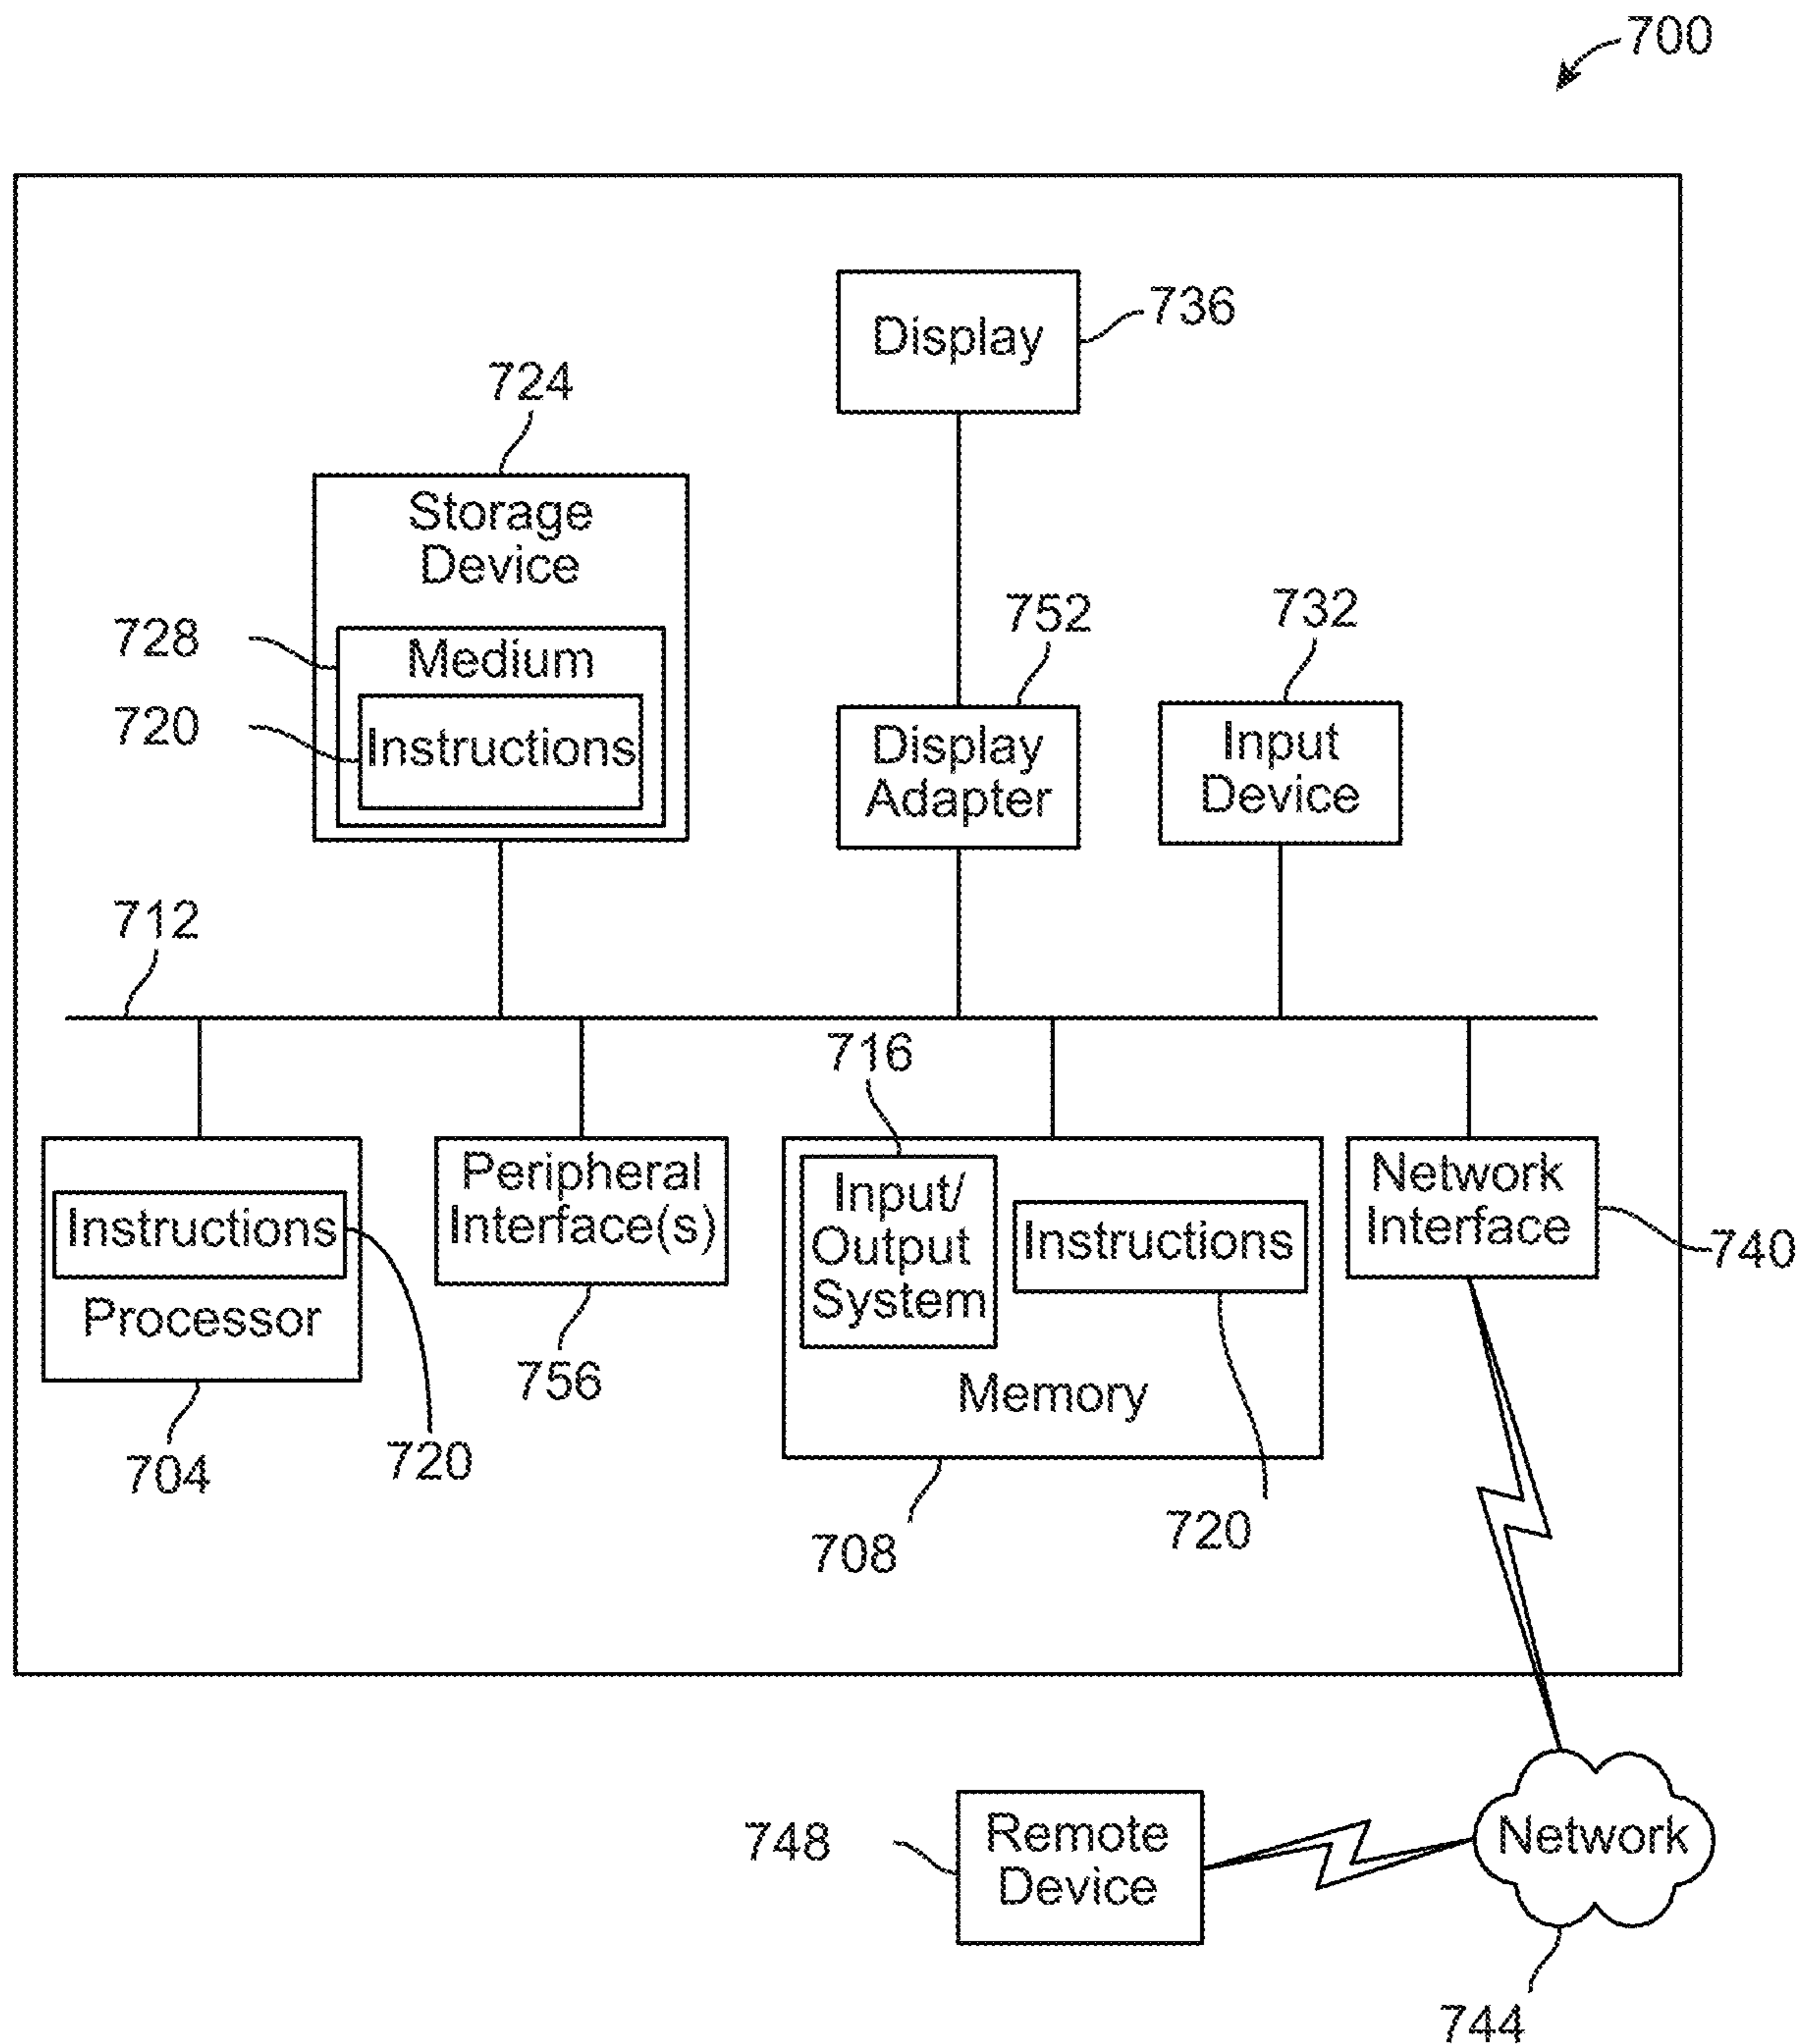 700
Display
736
724
Storage
Device
728
Medium
720
Instructions
752
Display
Adapter
732
Input
Device
712
716
Instructions
Processor
704
720
Peripheral
Interface(s)
756
Input/
Output
System
Instructions
Memory
708
720
Network
Interface
740
748
Remote
Device
Network
744